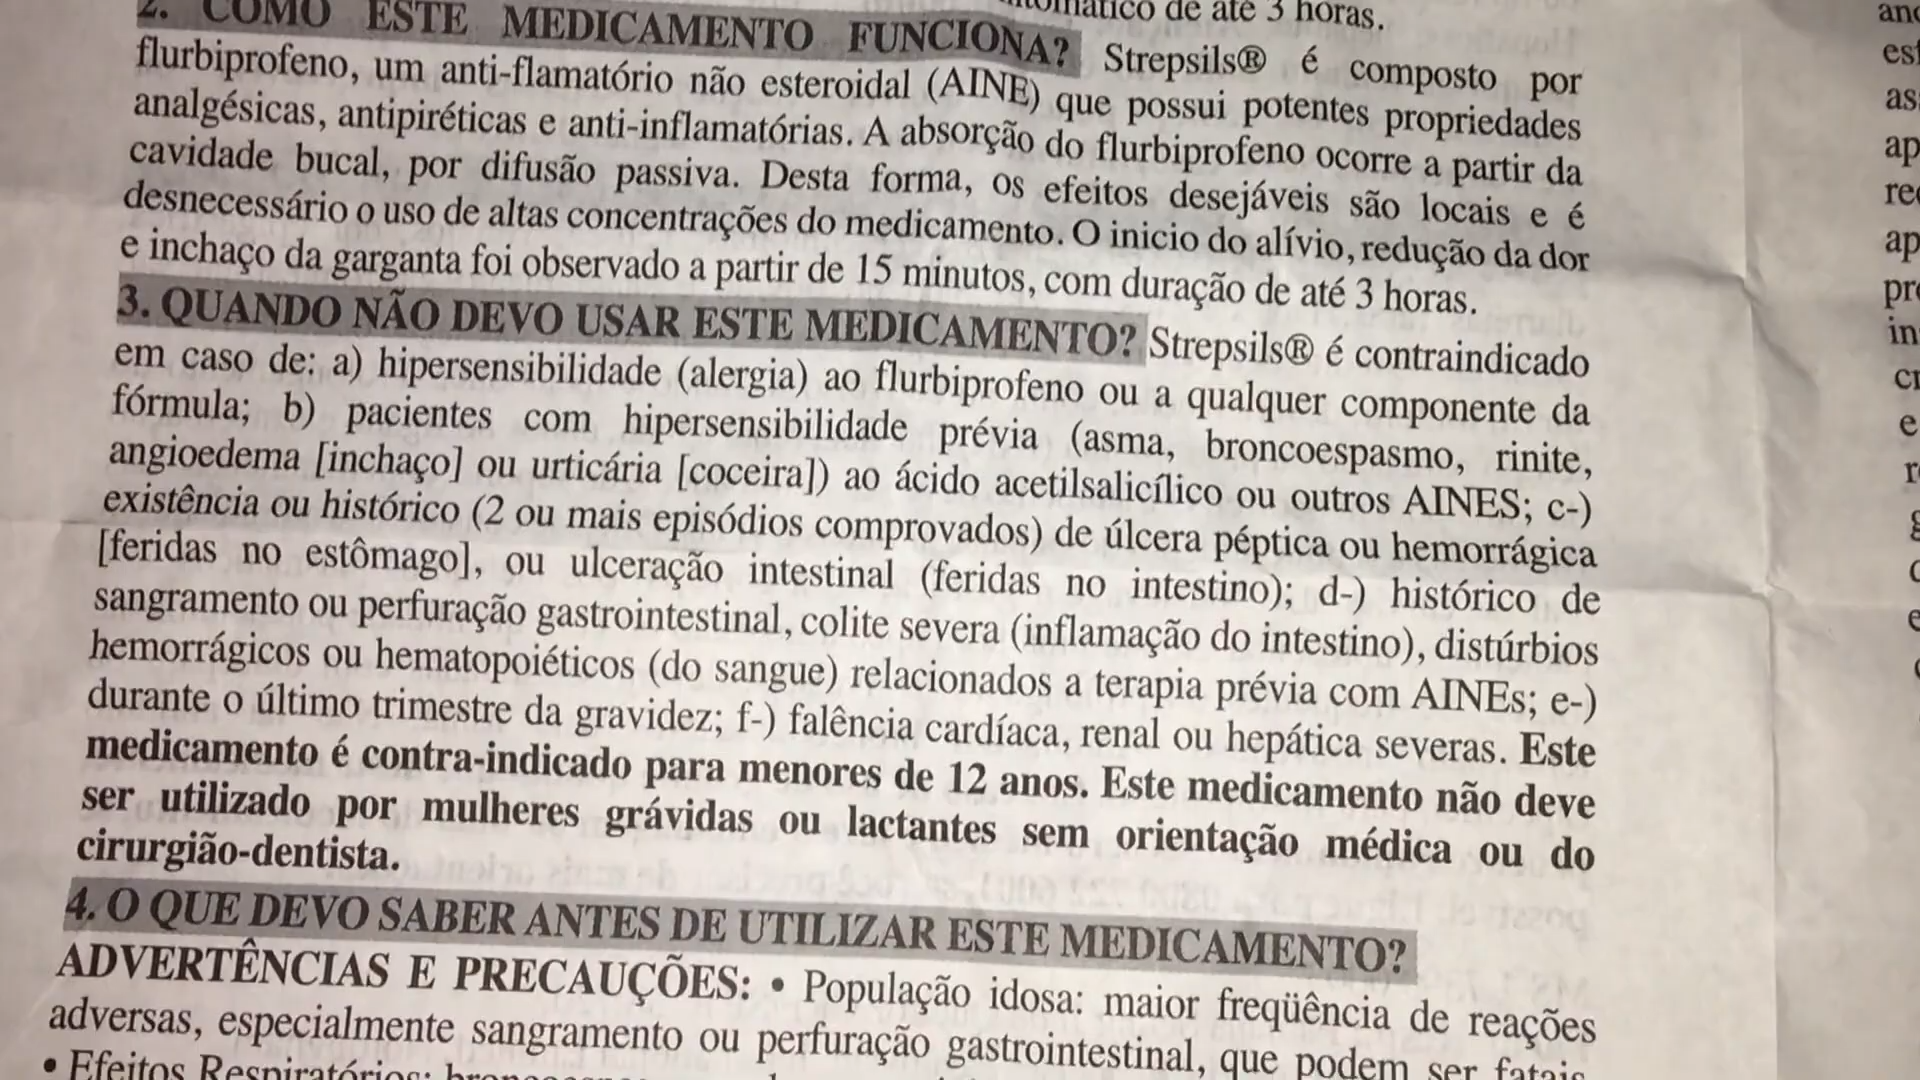 mático de até 3 horas.
2. COMO ESTE MEDICAMENTO FUNCIONA? Strepsils® é composto por
flurbiprofeno, um anti-flamatório não esteroidal (AINE) que possui potentes propriedades
analgésicas, antipiréticas e anti-inflamatórias. A absorção do flurbiprofeno ocorre a partir da
cavidade bucal, por difusão passiva. Desta forma, os efeitos desejáveis são locais e é
desnecessário o uso de altas concentrações do medicamento. O inicio do alívio, redução da dor
e inchaço da garganta foi observado a partir de 15 minutos, com duração de até 3 horas.
3. QUANDO NÃO DEVO USAR ESTE MEDICAMENTO? Strepsils® é contraindicado
em caso de: a) hipersensibilidade (alergia) ao flurbiprofeno ou a qualquer componente da
fórmula; b) pacientes com hipersensibilidade prévia (asma, broncoespasmo, rinite,
angioedema [inchaço] ou urticária [coceira]) ao ácido acetilsalicílico ou outros AINES; c-)
existência ou histórico (2 ou mais episódios comprovados) de úlcera péptica ou hemorrágica
[feridas no estômago], ou ulceração intestinal (feridas no intestino); d-) histórico de
sangramento ou perfuração gastrointestinal, colite severa (inflamação do intestino), distúrbios
hemorrágicos ou hematopoiéticos (do sangue) relacionados a terapia prévia com AINEs; e-)
durante o último trimestre da gravidez; f-) falência cardíaca, renal ou hepática severas. Este
medicamento é contra-indicado para menores de 12 anos. Este medicamento não deve
ser utilizado por mulheres grávidas ou lactantes sem orientação médica ou do
cirurgião-dentista.
4. O QUE DEVO SABER ANTES DE UTILIZAR ESTE MEDICAMENTO?
ADVERTÊNCIAS E PRECAUÇÕES: • População idosa: maior freqüência de reações
adversas, especialmente sangramento ou perfuração gastrointestinal, que podem ser fatais.
• Efeitos Respiratórios: